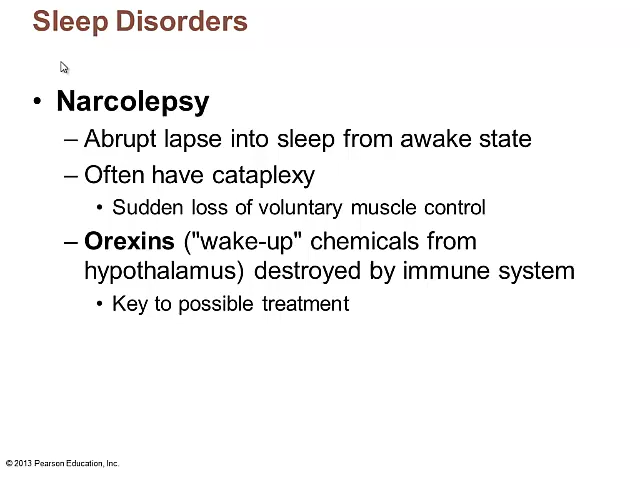 Sleep Disorders
• Narcolepsy
– Abrupt lapse into sleep from awake state
– Often have cataplexy
• Sudden loss of voluntary muscle control
– Orexins ("wake-up" chemicals from
hypothalamus) destroyed by immune system
• Key to possible treatment
© 2013 Pearson Education, Inc.